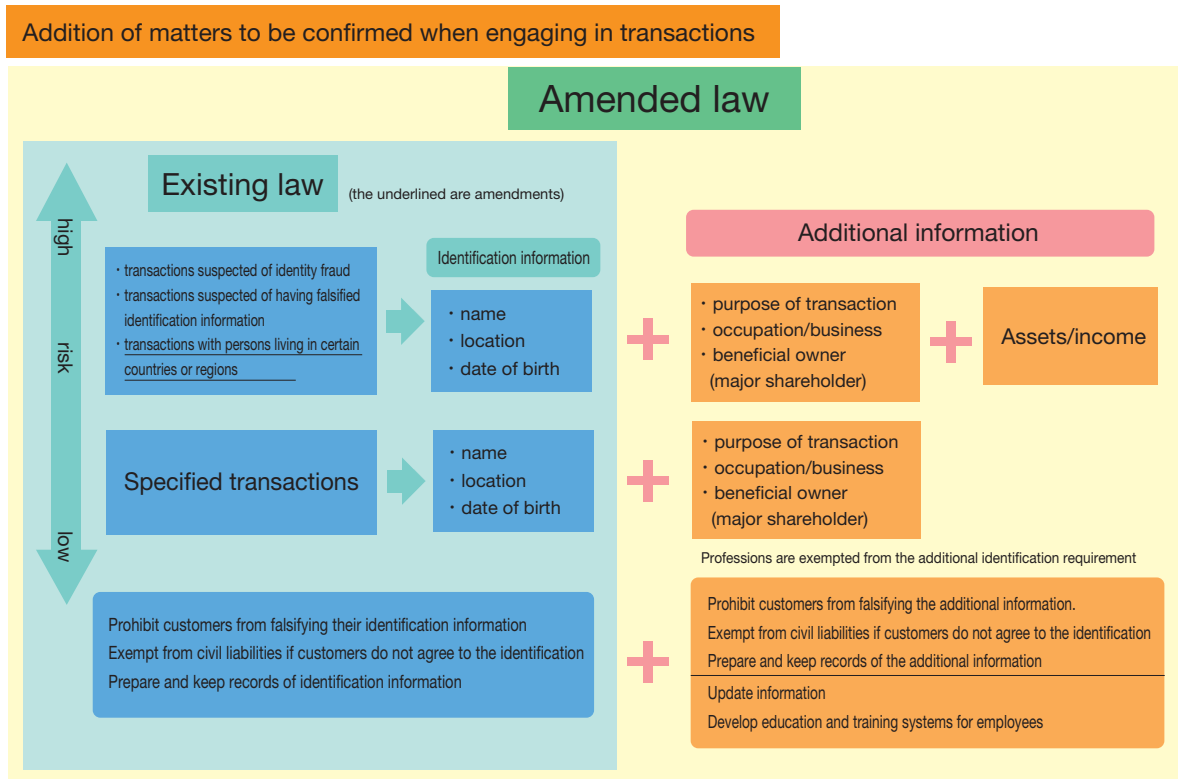 Addition of matters to be confirmed when engaging in transactions
Amended law
Existing law
(the underlined are amendments)
high
risk
low
・transactions suspected of identity fraud
・transactions suspected of having falsified
identification information
・transactions with persons living in certain
countries or regions
Identification information
・name
・location
・date of birth
Additional information
・purpose of transaction
・occupation/business
・beneficial owner
(major shareholder)
Assets/income
Specified transactions
・name
・location
・date of birth
・purpose of transaction
・occupation/business
・beneficial owner
(major shareholder)
Professions are exempted from the additional identification requirement
Prohibit customers from falsifying their identification information
Exempt from civil liabilities if customers do not agree to the identification
Prepare and keep records of identification information
Prohibit customers from falsifying the additional information.
Exempt from civil liabilities if customers do not agree to the identification
Prepare and keep records of the additional information
Update information
Develop education and training systems for employees